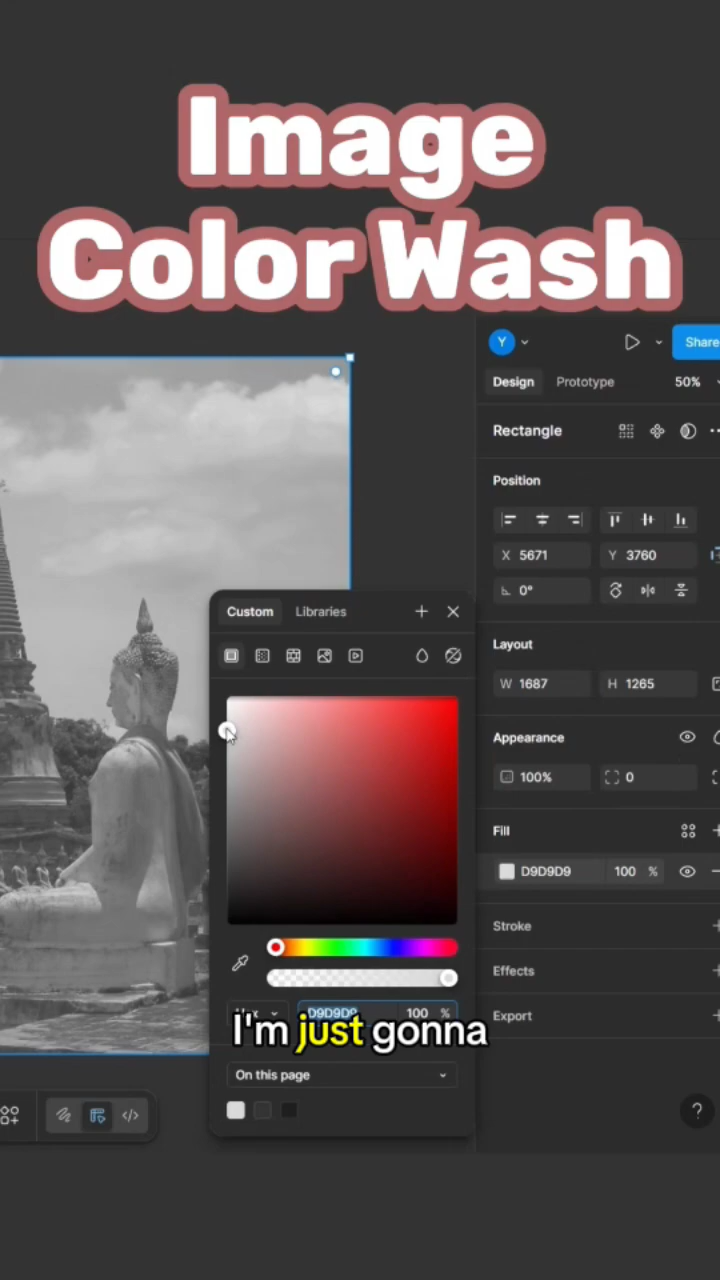 Image
Color Wash
Y
Share
Design Prototype 50%
Rectangle
Position
X 5671 Y 3760
0°
Layout
W 1687 H 1265
Appearance
100% 0
Fill
D9D9D9 100 %
Stroke
Effects
Export
Custom Libraries
D9D9D9 100 %
I'm just gonna
On this page
?